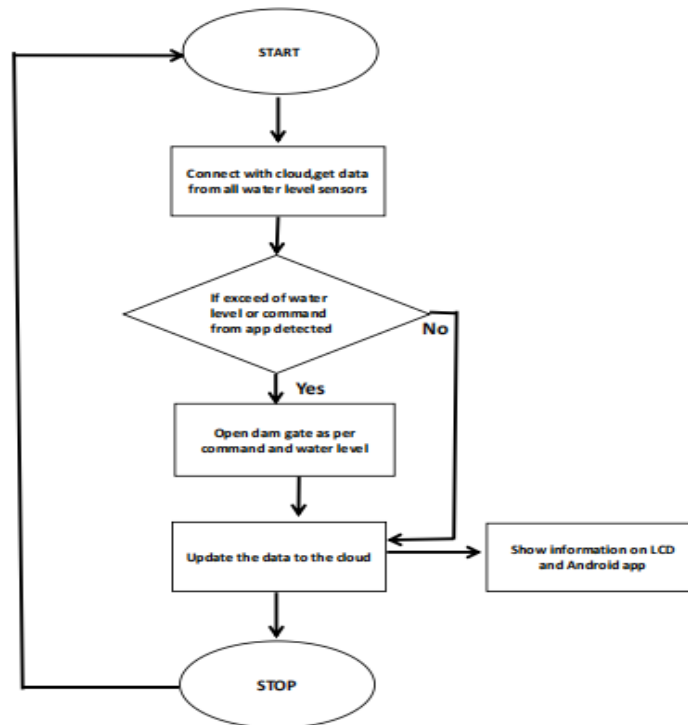 START
Connect with cloud,get data
from all water level sensors
If exceed of water
level or command
from app detected
No
Yes
Open dam gate as per
command and water level
Update the data to the cloud
Show information on LCD
and Android app
STOP